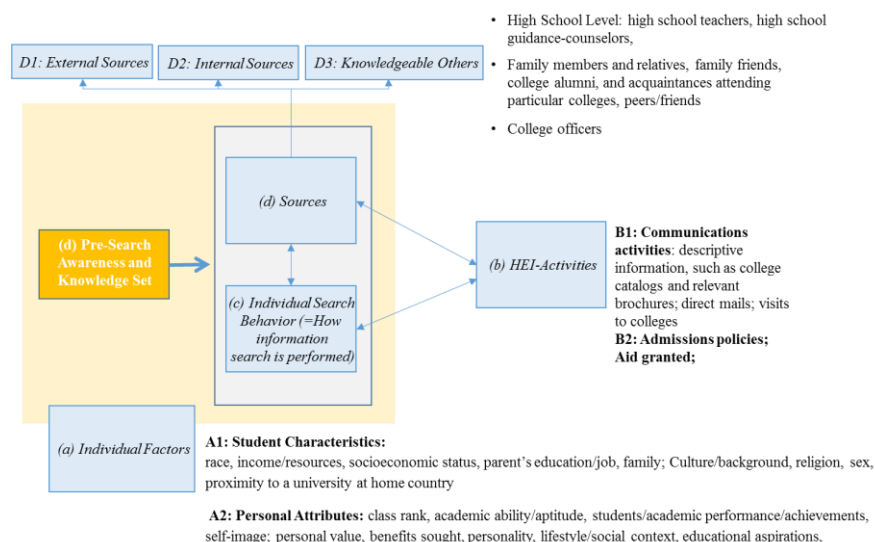 • High School Level: high school teachers, high school
guidance-counselors,
• Family members and relatives, family friends,
college alumni, and acquaintances attending
particular colleges, peers/friends
• College officers
D1: External Sources
D2: Internal Sources
D3: Knowledgeable Others
(d) Sources
(d) Pre-Search
Awareness and
Knowledge Set
(c) Individual Search
Behavior (=How
information
search is performed)
(b) HEI-Activities
B1: Communications
activities: descriptive
information, such as college
catalogs and relevant
brochures; direct mails; visits
to colleges
B2: Admissions policies;
Aid granted;
(a) Individual Factors
A1: Student Characteristics:
race, income/resources, socioeconomic status, parent's education/job, family; Culture/background, religion, sex,
proximity to a university at home country
A2: Personal Attributes: class rank, academic ability/aptitude, students/academic performance/achievements,
self-image; personal value, benefits sought, personality, lifestyle/social context, educational aspirations,